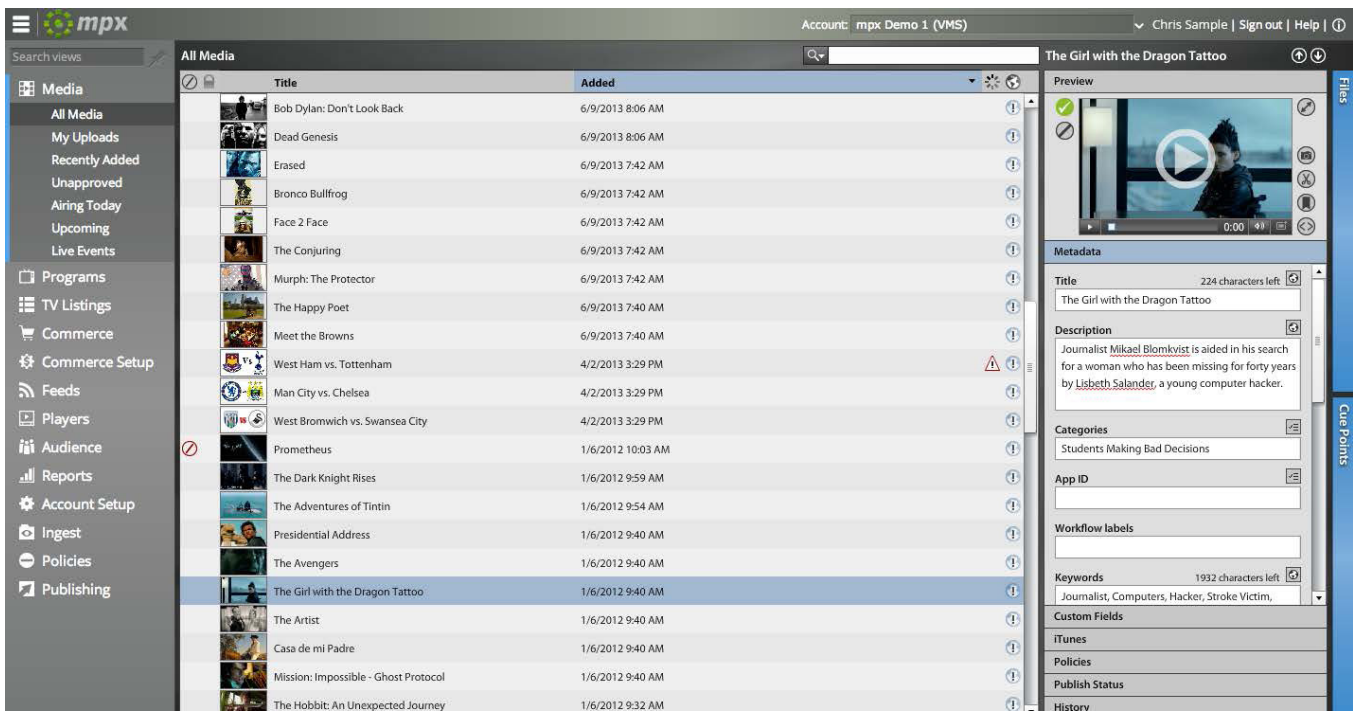 mpx
Account: mpx Demo 1 (VMS)
Chris Sample | Sign out | Help |
Search views
All Media
The Girl with the Dragon Tattoo
Media
All Media
My Uploads
Recently Added
Unapproved
Airing Today
Upcoming
Live Events
Programs
TV Listings
Commerce
Commerce Setup
Feeds
Players
Audience
Reports
Account Setup
Ingest
Policies
Publishing
Title Added
Bob Dylan: Don't Look Back 6/9/2013 8:06 AM
Dead Genesis 6/9/2013 8:06 AM
Erased 6/9/2013 7:42 AM
Bronco Bullfrog 6/9/2013 7:42 AM
Face 2 Face 6/9/2013 7:42 AM
The Conjuring 6/9/2013 7:42 AM
Murph: The Protector 6/9/2013 7:42 AM
The Happy Poet 6/9/2013 7:40 AM
Meet the Browns 6/9/2013 7:40 AM
Vs West Ham vs. Tottenham 4/2/2013 3:29 PM
Man City vs. Chelsea 4/2/2013 3:29 PM
West Bromwich vs. Swansea City 4/2/2013 3:29 PM
Prometheus 1/6/2012 10:03 AM
The Dark Knight Rises 1/6/2012 9:59 AM
The Adventures of Tintin 1/6/2012 9:54 AM
Presidential Address 1/6/2012 9:40 AM
The Avengers 1/6/2012 9:40 AM
The Girl with the Dragon Tattoo 1/6/2012 9:40 AM
The Artist 1/6/2012 9:40 AM
Casa de mi Padre 1/6/2012 9:40 AM
Mission: Impossible - Ghost Protocol 1/6/2012 9:40 AM
The Hobbit: An Unexpected Journey 1/6/2012 9:32 AM
Preview
0:00
Metadata
Title 224 characters left
The Girl with the Dragon Tattoo
Description
Journalist Mikael Blomkvist is aided in his search
for a woman who has been missing for forty years
by Lisbeth Salander, a young computer hacker.
Categories
Students Making Bad Decisions
App ID
Workflow labels
Keywords 1932 characters left
Journalist, Computers, Hacker, Stroke Victim,
Custom Fields
iTunes
Policies
Publish Status
History
Files
Cue Points